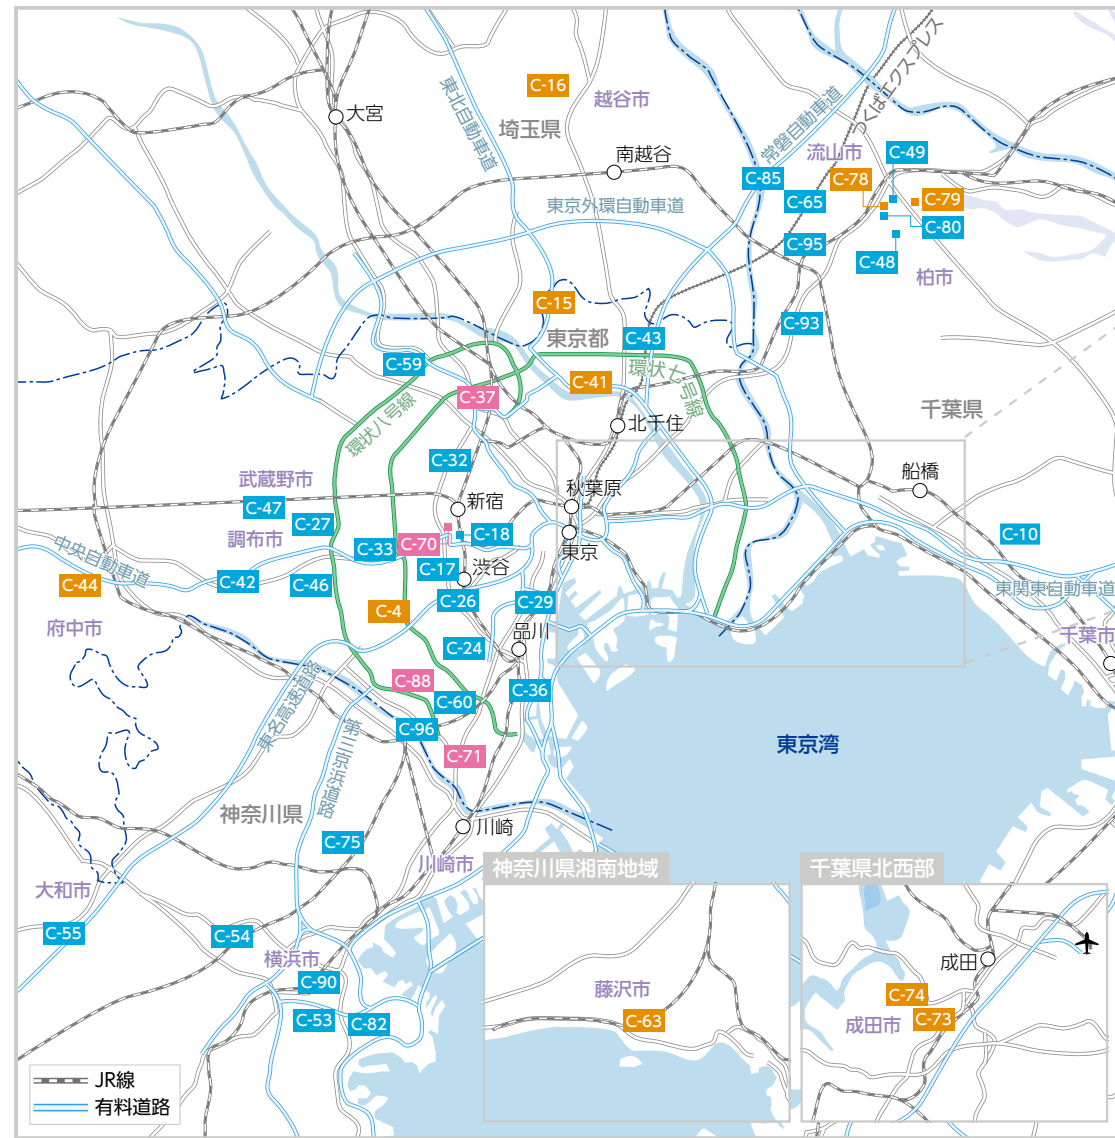 つくばエクスプレス
C-16
越谷市
東北自動車道
大宮
埼玉県
常磐自動車道
南越谷
流山市
C-49
C-85
C-78
C-65
C-79
東京外環自動車道
C-80
C-95
C-48
柏市
C-15
C-93
東京都
C-43
C-59
環状七号線
C-41
C-37
千葉県
環状八号線
北千住
C-32
武蔵野市
船橋
C-47
新宿
秋葉原
C-27
調布市
C-70
C-18
東京
C-10
中央自動車道
C-33
C-44
C-42
C-46
C-17
渋谷
東関東自動車道
C-26
C-29
C-4
府中市
品川
千葉市
C-24
C-88
C-36
C-60
東名高速道路
C-96
第三京浜道路
C-71
東京湾
神奈川県
川崎
C-75
川崎市
神奈川県湘南地域
千葉県北西部
大和市
C-55
C-54
横浜市
成田
C-90
藤沢市
C-74
C-53
C-82
C-63
成田市
C-73
JR線
有料道路